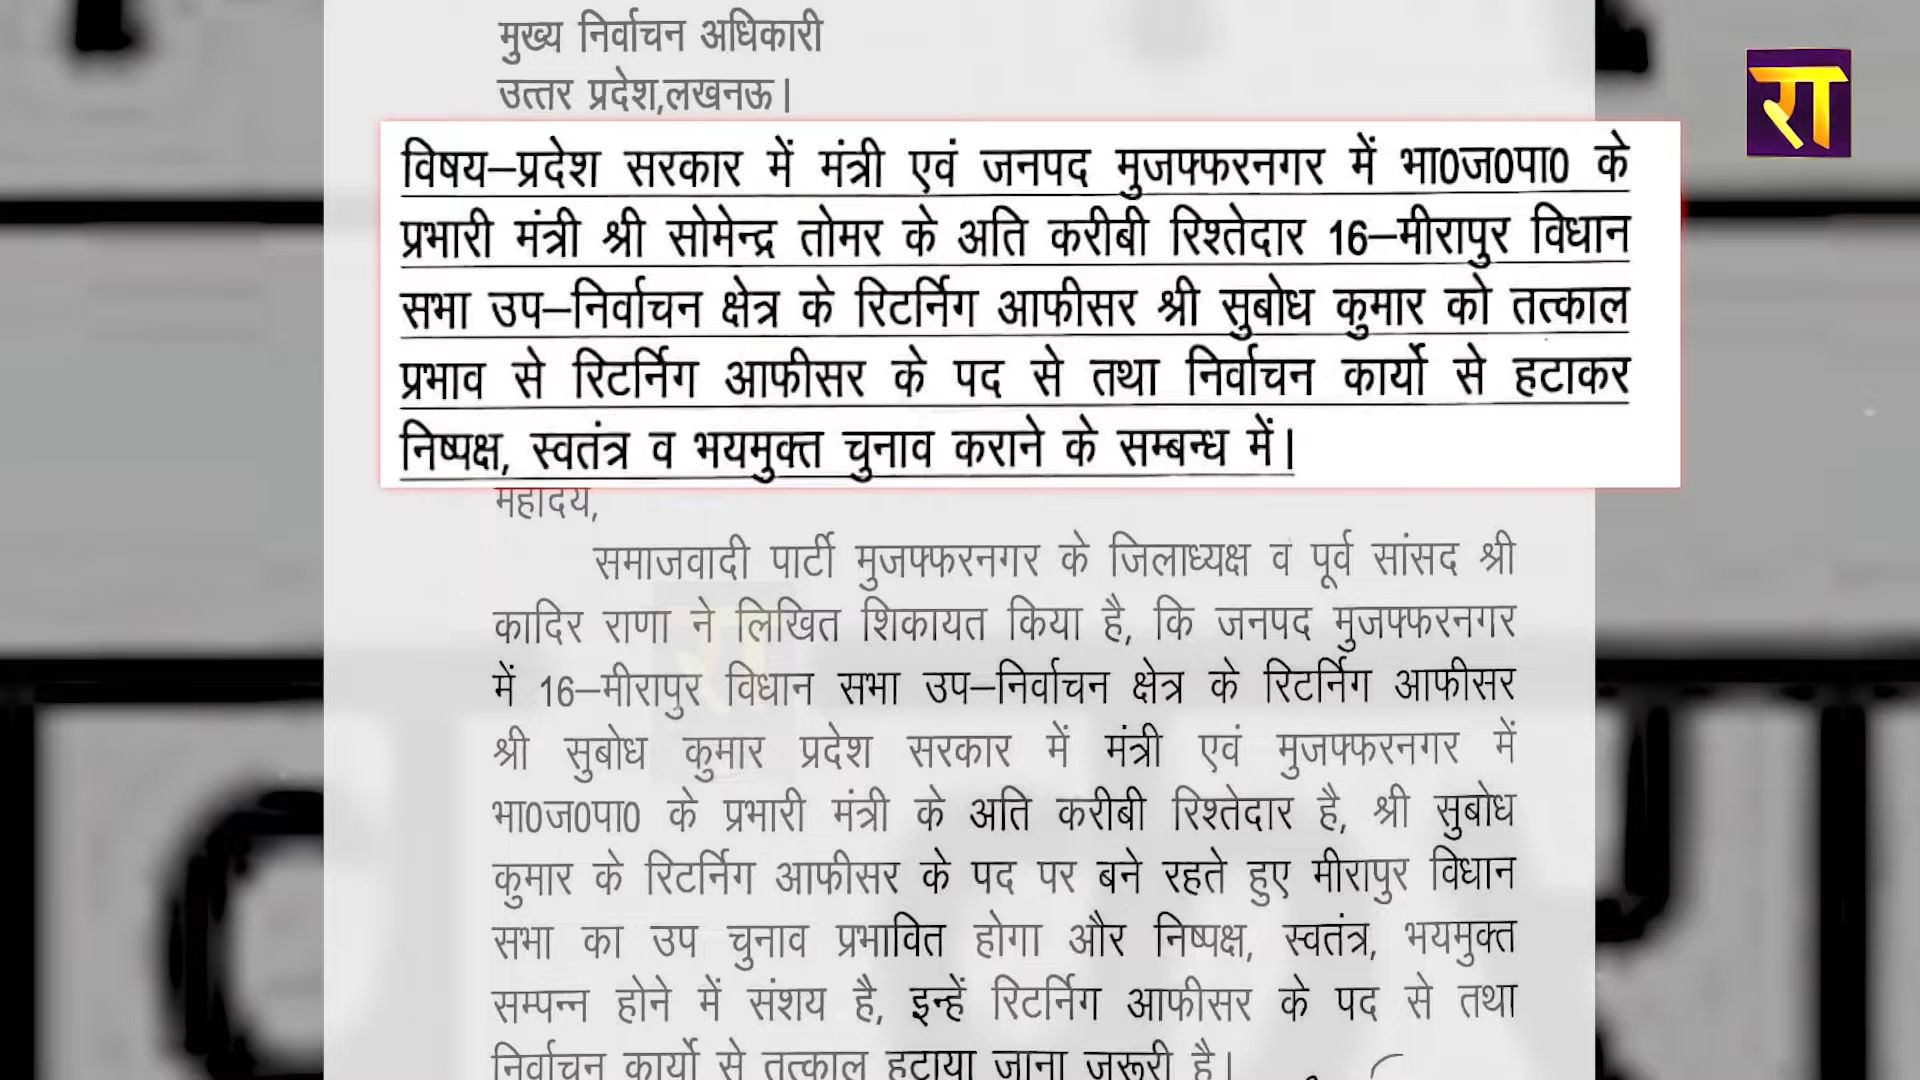 मुख्य निर्वाचन अधिकारी
उत्तर प्रदेश,लखनऊ।
रा
विषय–प्रदेश सरकार में मंत्री एवं जनपद मुजफ्फरनगर में भा0ज0पा0 के
प्रभारी मंत्री श्री सोमेन्द्र तोमर के अति करीबी रिश्तेदार 16–मीरापुर विधान
सभा उप–निर्वाचन क्षेत्र के रिटर्निग आफीसर श्री सुबोध कुमार को तत्काल
प्रभाव से रिटर्निग आफीसर के पद से तथा निर्वाचन कार्यो से हटाकर
निष्पक्ष, स्वतंत्र व भयमुक्त चुनाव कराने के सम्बन्ध में।
महोदय,
समाजवादी पार्टी मुजफ्फरनगर के जिलाध्यक्ष व पूर्व सांसद श्री
कादिर राणा ने लिखित शिकायत किया है, कि जनपद मुजफ्फरनगर
में 16–मीरापुर विधान सभा उप–निर्वाचन क्षेत्र के रिटर्निग आफीसर
श्री सुबोध कुमार प्रदेश सरकार में मंत्री एवं मुजफ्फरनगर में
भा0ज0पा0 के प्रभारी मंत्री के अति करीबी रिश्तेदार है, श्री सुबोध
कुमार के रिटर्निग आफीसर के पद पर बने रहते हुए मीरापुर विधान
सभा का उप चुनाव प्रभावित होगा और निष्पक्ष, स्वतंत्र, भयमुक्त
सम्पन्न होने में संशय है, इन्हें रिटर्निग आफीसर के पद से तथा
निर्वाचन कार्यो से तत्काल हटाया जाना जरूरी है।